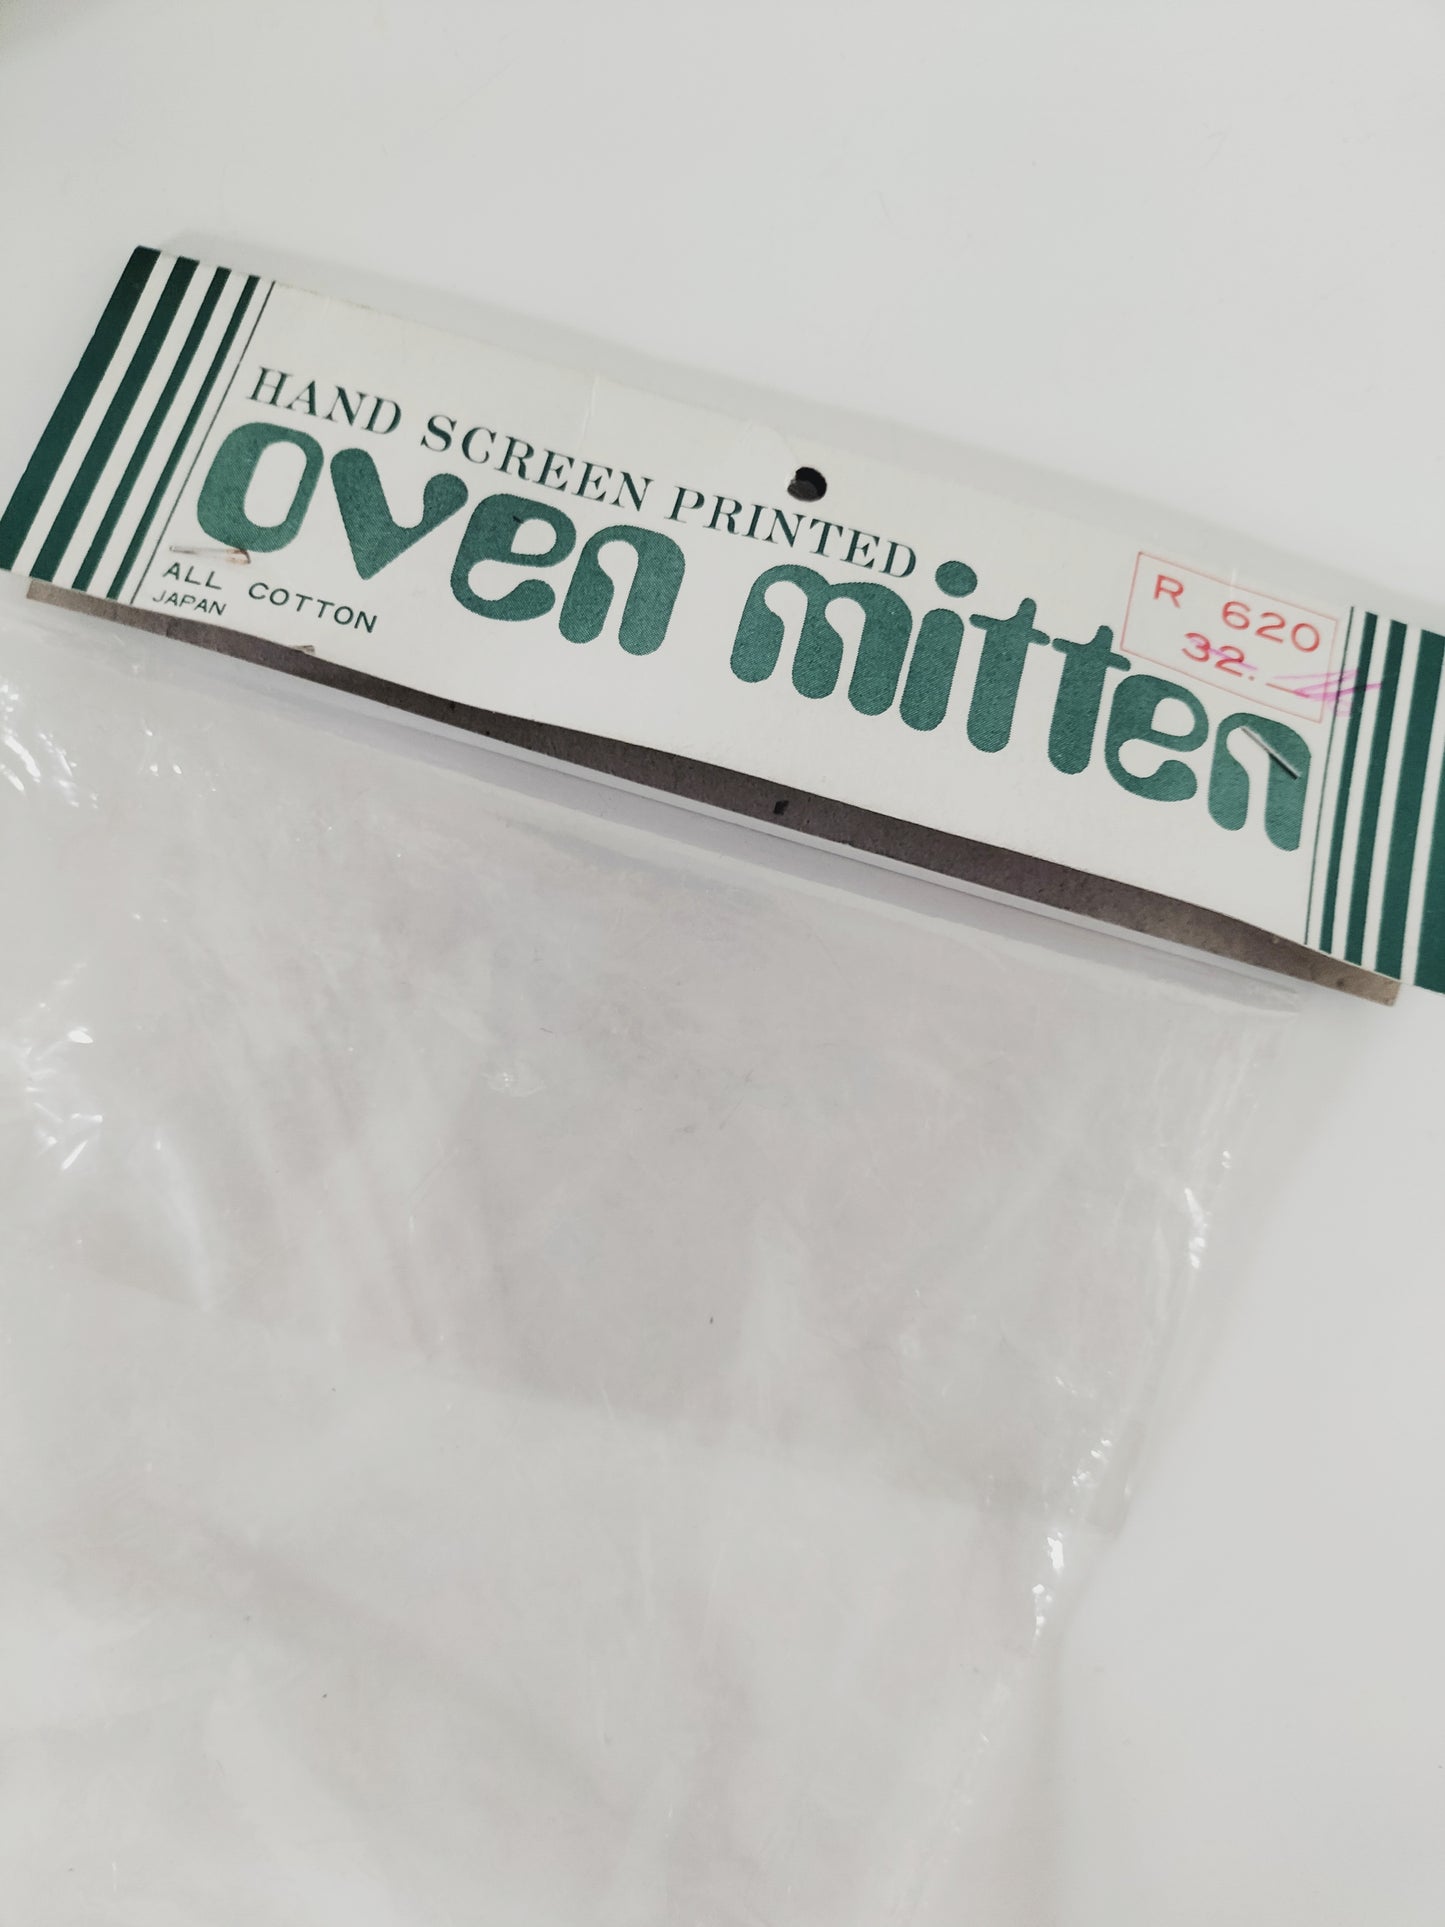 HAND SCREEN PRINTED
oven mitten
ALL COTTON
JAPAN
R 620
32.